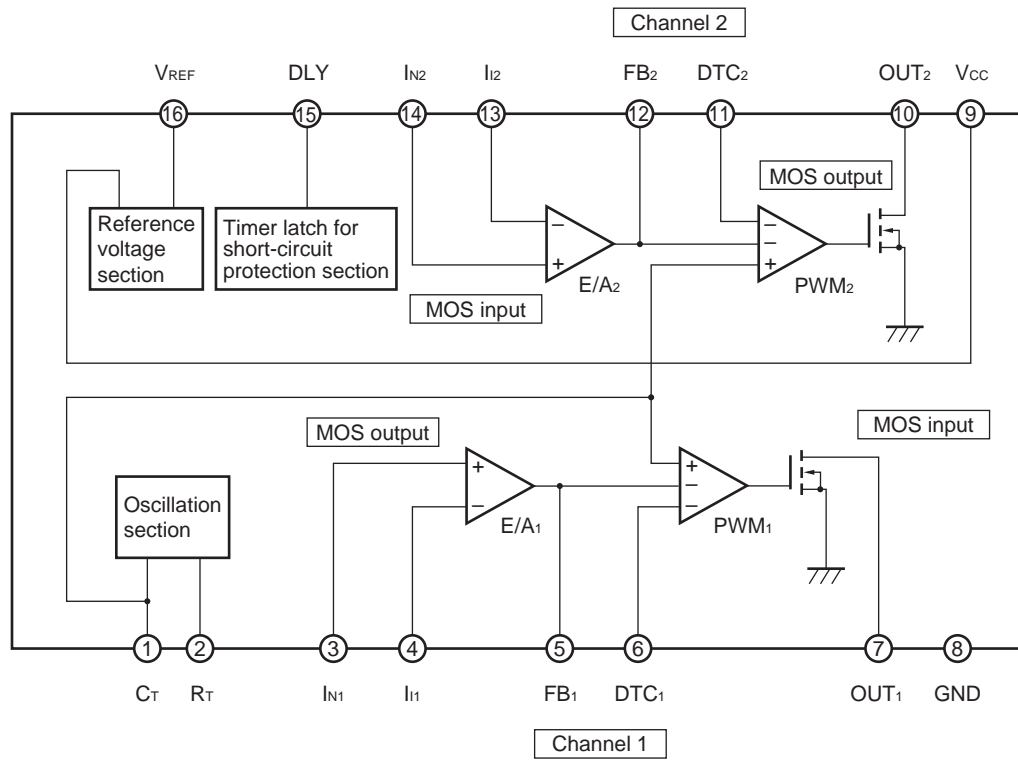 Channel 2
VREF
DLY
IN2
II2
FB2
DTC2
OUT2
VCC
16
15
14
13
12
11
10
9
MOS output
Reference
voltage
section
Timer latch for
short-circuit
protection section
−
+
E/A2
−
−
+
PWM2
MOS input
MOS output
MOS input
+
−
E/A1
+
−
−
PWM1
Oscillation
section
1
2
3
4
5
6
7
8
CT
RT
IN1
II1
FB1
DTC1
OUT1
GND
Channel 1